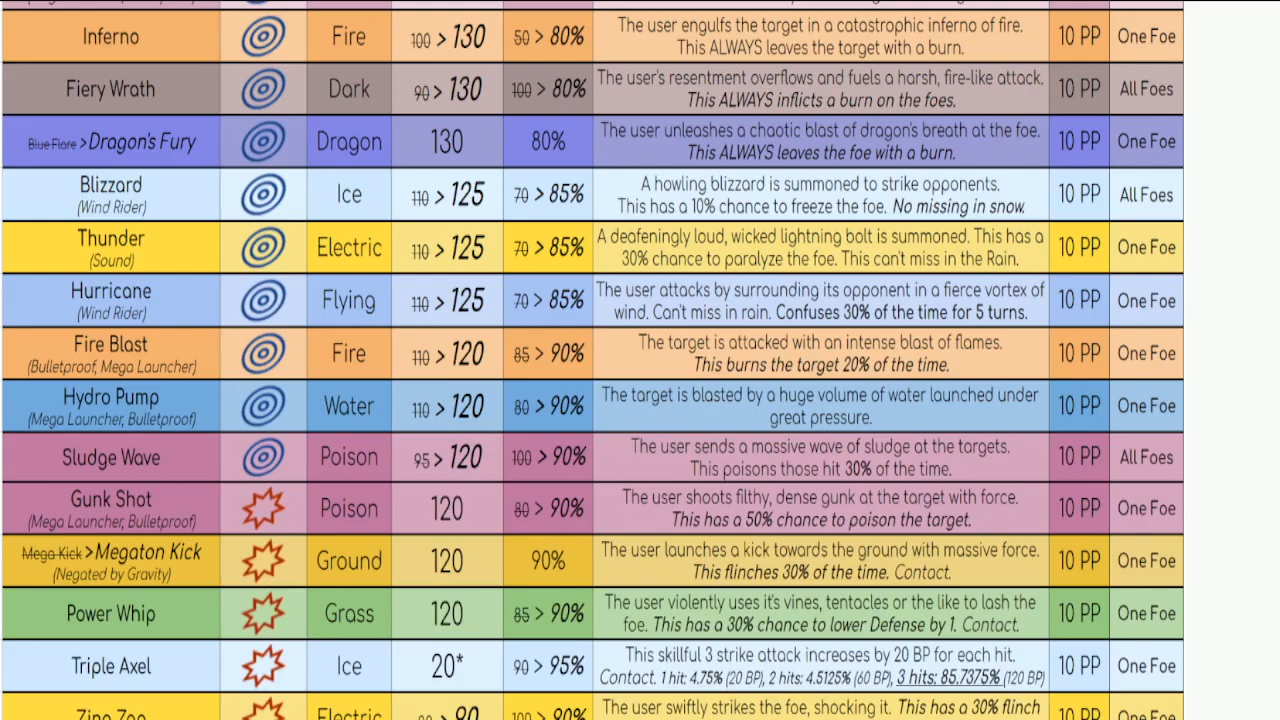 Inferno Fire 100 > 130 50 > 80% The user engulfs the target in a catastrophic inferno of fire. 10 PP One Foe
This ALWAYS leaves the target with a burn.
Fiery Wrath Dark 90 > 130 100 > 80% The user's resentment overflows and fuels a harsh, fire-like attack. 10 PP All Foes
This ALWAYS inflicts a burn on the foes.
Blue Flare > Dragon's Fury Dragon 130 80% The user unleashes a chaotic blast of dragon's breath at the foe. 10 PP One Foe
This ALWAYS leaves the foe with a burn.
Blizzard Ice 110 > 125 70 > 85% A howling blizzard is summoned to strike opponents. 10 PP All Foes
(Wind Rider) This has a 10% chance to freeze the foe. No missing in snow.
Thunder Electric 110 > 125 70 > 85% A deafeningly loud, wicked lightning bolt is summoned. This has a 10 PP One Foe
(Sound) 30% chance to paralyze the foe. This can't miss in the Rain.
Hurricane Flying 110 > 125 70 > 85% The user attacks by surrounding its opponent in a fierce vortex of 10 PP One Foe
(Wind Rider) wind. Can't miss in rain. Confuses 30% of the time for 5 turns.
Fire Blast Fire 110 > 120 85 > 90% The target is attacked with an intense blast of flames. 10 PP One Foe
(Bulletproof, Mega Launcher) This burns the target 20% of the time.
Hydro Pump Water 110 > 120 80 > 90% The target is blasted by a huge volume of water launched under 10 PP One Foe
(Mega Launcher, Bulletproof) great pressure.
Sludge Wave Poison 95 > 120 100 > 90% The user sends a massive wave of sludge at the targets. 10 PP All Foes
This poisons those hit 30% of the time.
Gunk Shot Poison 120 80 > 90% The user shoots filthy, dense gunk at the target with force. 10 PP One Foe
(Mega Launcher, Bulletproof) This has a 50% chance to poison the target.
Mega Kick > Megaton Kick Ground 120 90% The user launches a kick towards the ground with massive force. 10 PP One Foe
(Negated by Gravity) This flinches 30% of the time. Contact.
Power Whip Grass 120 85 > 90% The user violently uses it's vines, tentacles or the like to lash the 10 PP One Foe
foe. This has a 30% chance to lower Defense by 1. Contact.
Triple Axel Ice 20* 90 > 95% This skillful 3 strike attack increases by 20 BP for each hit. 10 PP One Foe
Contact. 1 hit: 4.75% (20 BP), 2 hits: 4.5125% (60 BP), 3 hits: 85.7375% (120 BP)
Electric 90 100 > 90% The user swiftly strikes the foe, shocking it. This has a 30% flinch 10 PP One Foe